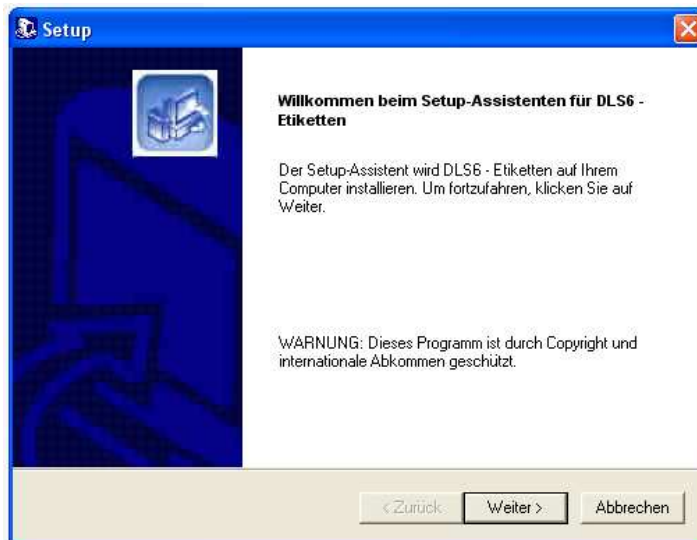 Setup
Willkommen beim Setup-Assistenten für DLS6 -
Etiketten
Der Setup-Assistent wird DLS6 - Etiketten auf Ihrem
Computer installieren. Um fortzufahren, klicken Sie auf
Weiter.
WARNUNG: Dieses Programm ist durch Copyright und
internationale Abkommen geschützt.
< Zurück Weiter > Abbrechen